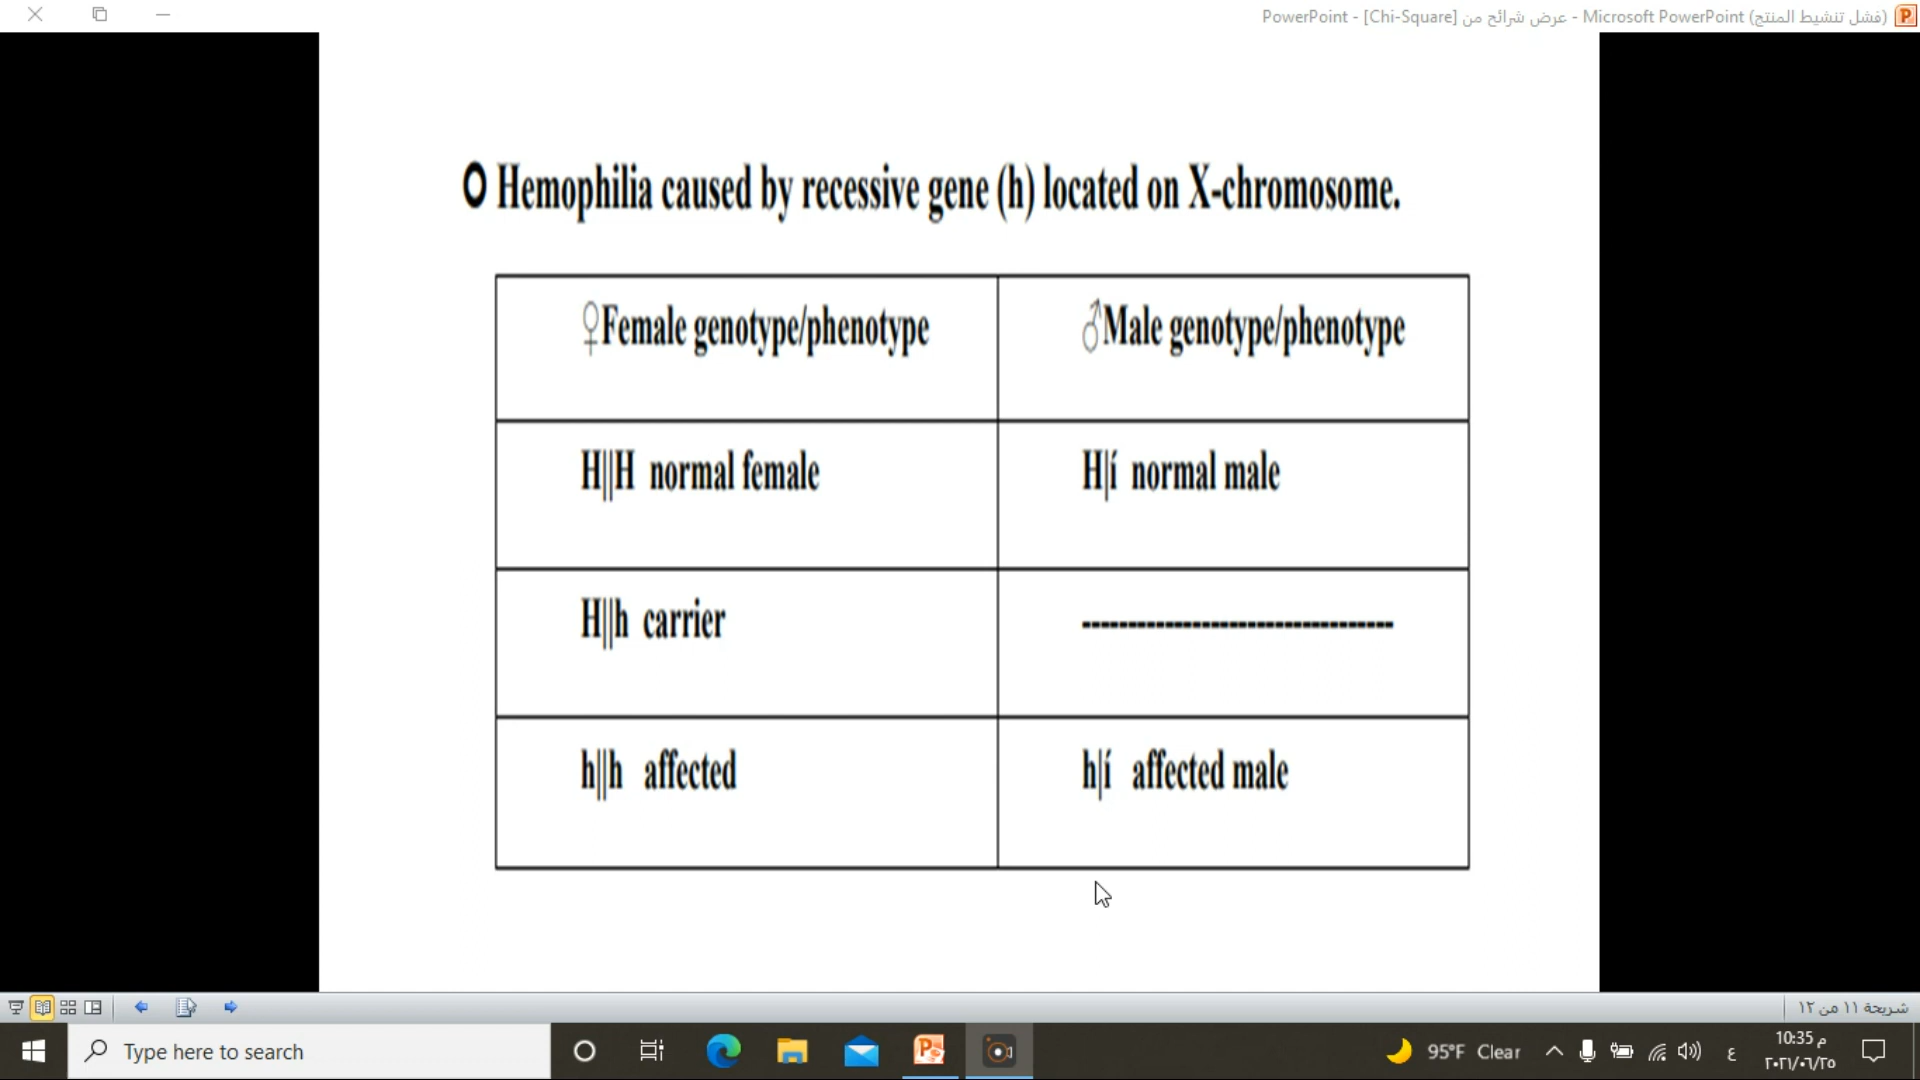 PowerPoint - [Chi-Square] عرض شرائح من - Microsoft PowerPoint (فشل تنشيط المنتج)
Hemophilia caused by recessive gene (h) located on X-chromosome.
♀Female genotype/phenotype
♂Male genotype/phenotype
H||H normal female
H|í normal male
H||h carrier
----------------------------------
h||h affected
h|í affected male
شريحة ١١ من ١٢
Type here to search
95°F Clear
ع
10:35 م
٢٠٢١/٠٦/٢٥